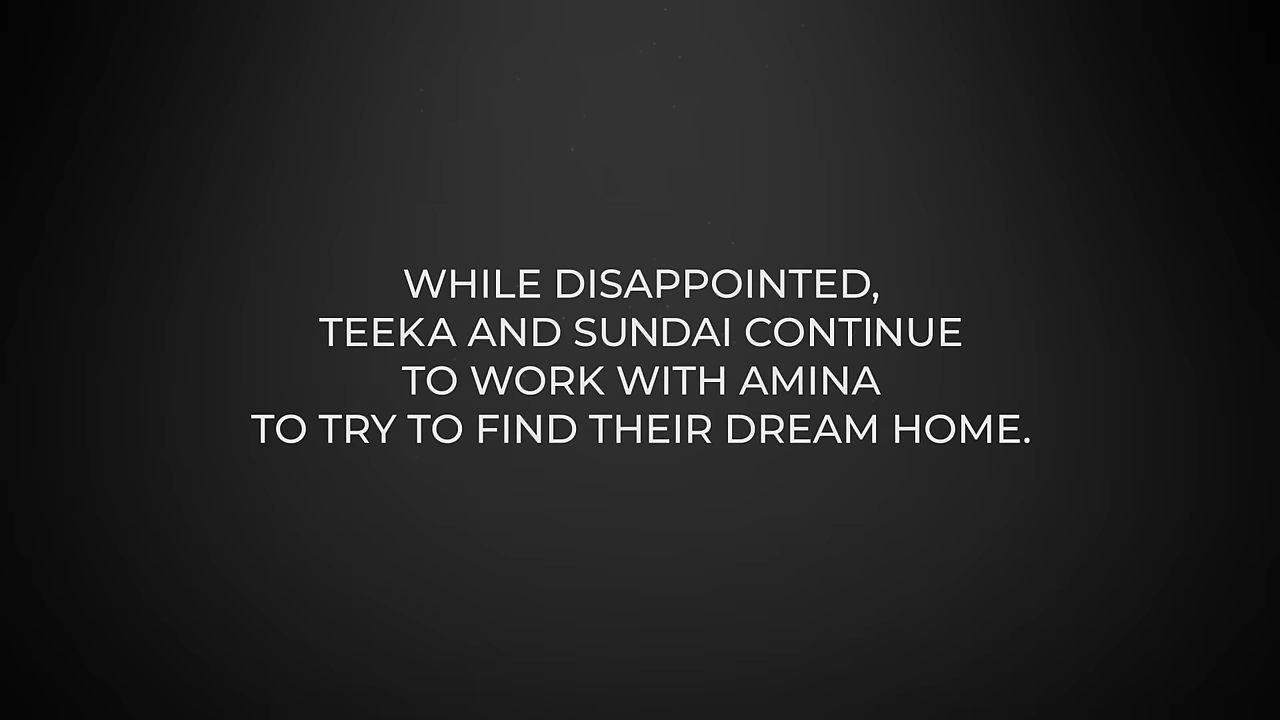 WHILE DISAPPOINTED,
TEEKA AND SUNDAI CONTINUE
TO WORK WITH AMINA
TO TRY TO FIND THEIR DREAM HOME.